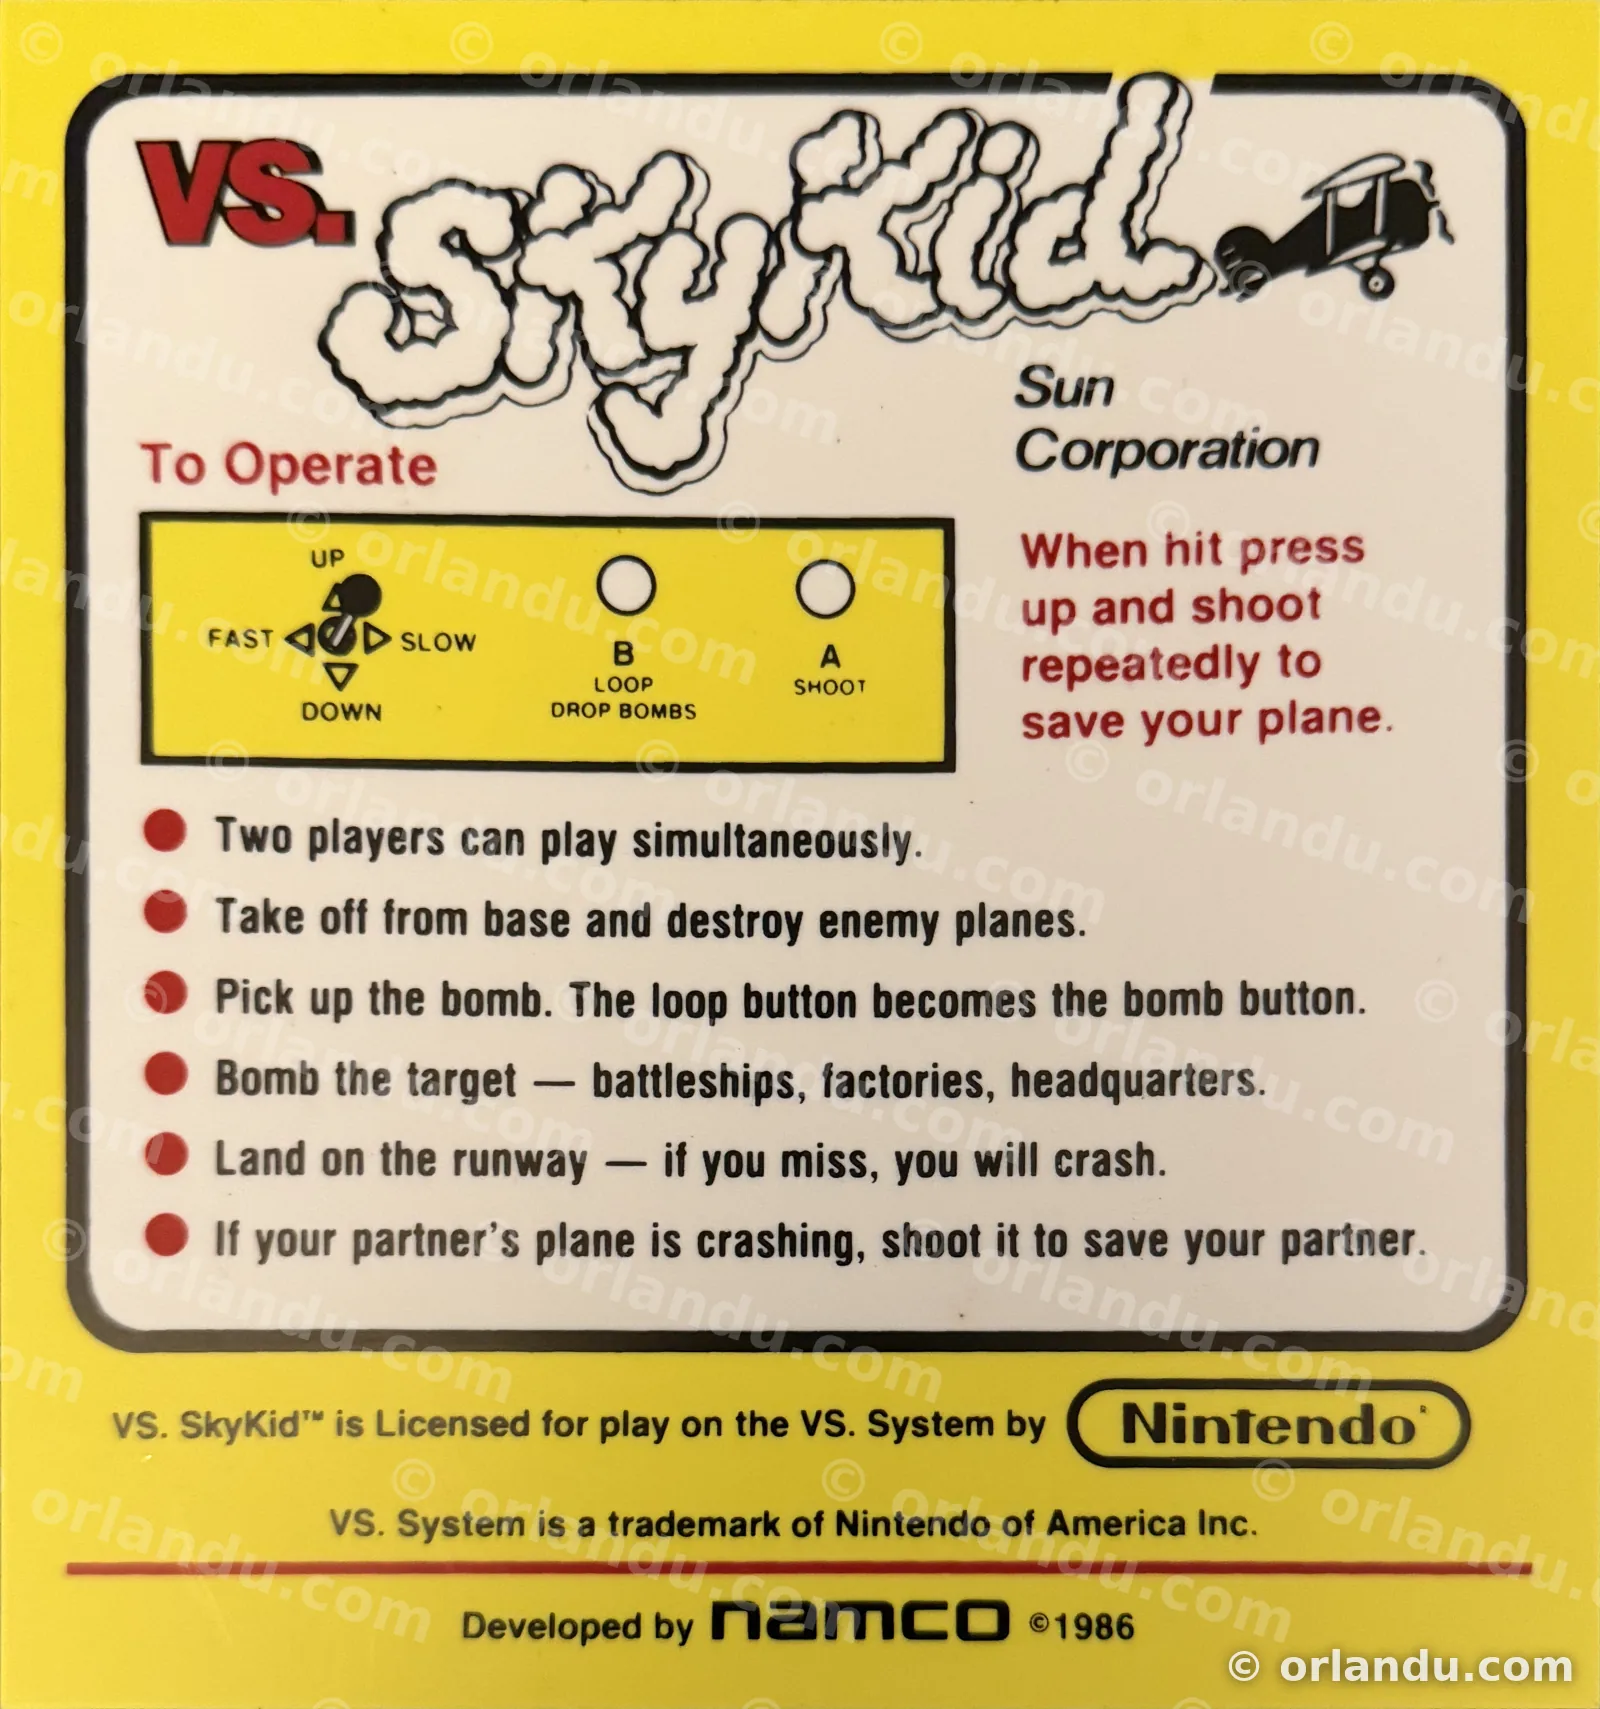 VS. Sky Kid
Sun
Corporation
To Operate
When hit press
up and shoot
repeatedly to
save your plane.
UP
FAST SLOW
DOWN
B
LOOP
DROP BOMBS
A
SHOOT
Two players can play simultaneously.
Take off from base and destroy enemy planes.
Pick up the bomb. The loop button becomes the bomb button.
Bomb the target — battleships, factories, headquarters.
Land on the runway — if you miss, you will crash.
If your partner's plane is crashing, shoot it to save your partner.
VS. SkyKid™ is Licensed for play on the VS. System by Nintendo®
VS. System is a trademark of Nintendo of America Inc.
Developed by namco ©1986
© orlandu.com